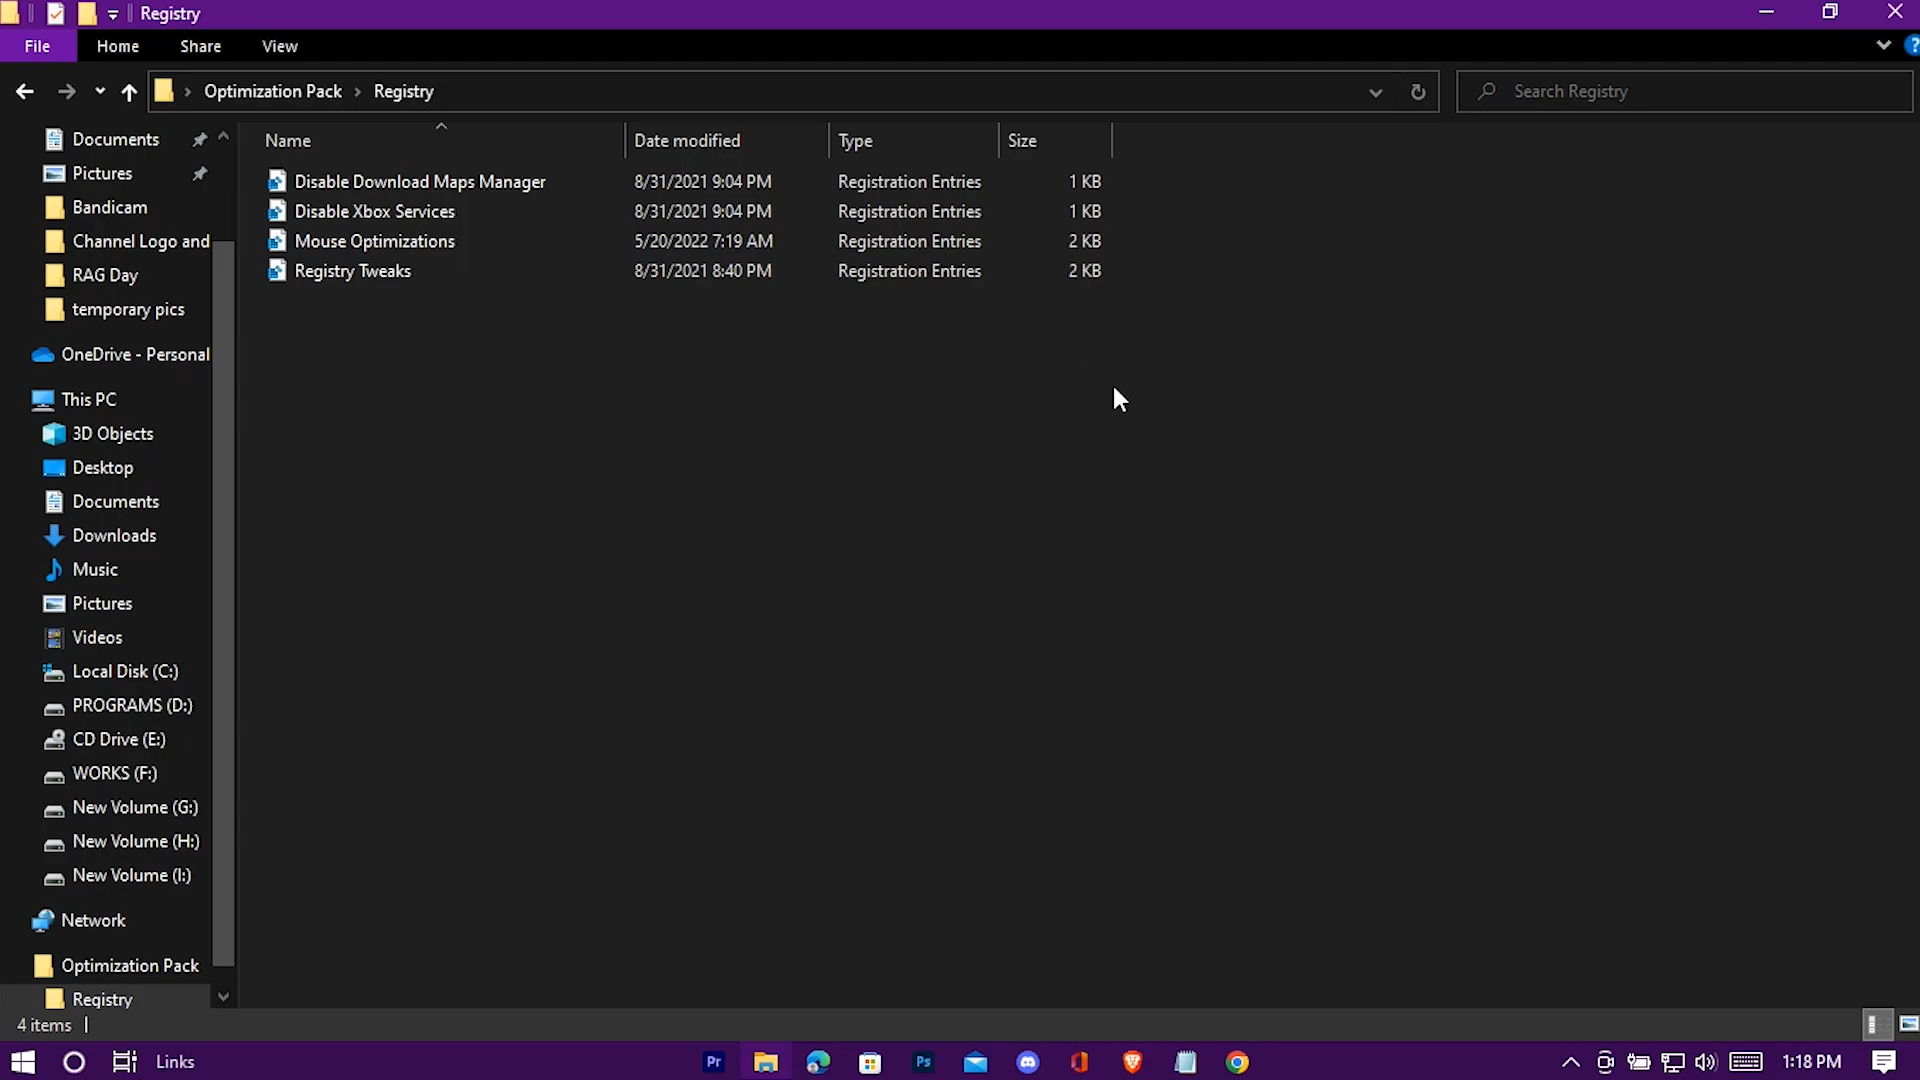 Registry
File Home Share View
Optimization Pack Registry
Search Registry
Name Date modified Type Size
Disable Download Maps Manager 8/31/2021 9:04 PM Registration Entries 1 KB
Disable Xbox Services 8/31/2021 9:04 PM Registration Entries 1 KB
Mouse Optimizations 5/20/2022 7:19 AM Registration Entries 2 KB
Registry Tweaks 8/31/2021 8:40 PM Registration Entries 2 KB
Documents
Pictures
Bandicam
Channel Logo and
RAG Day
temporary pics
OneDrive - Personal
This PC
3D Objects
Desktop
Documents
Downloads
Music
Pictures
Videos
Local Disk (C:)
PROGRAMS (D:)
CD Drive (E:)
WORKS (F:)
New Volume (G:)
New Volume (H:)
New Volume (I:)
Network
Optimization Pack
Registry
4 items
Links Pr Ps 1:18 PM